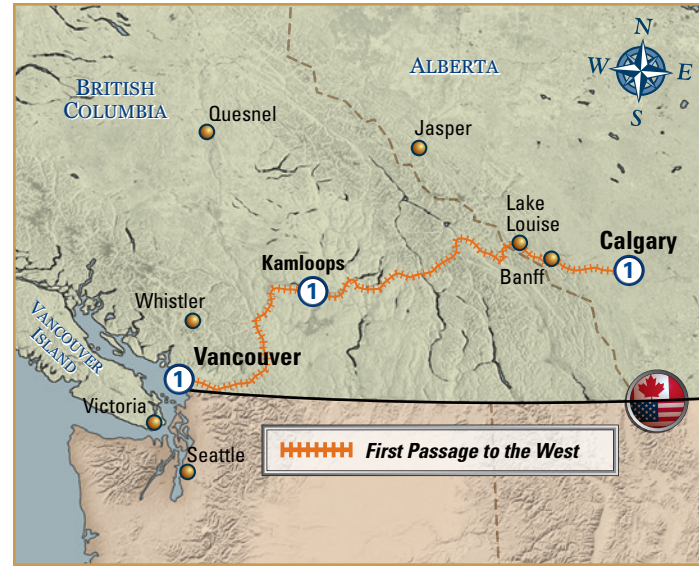 N
W
E
S
ALBERTA
BRITISH
COLUMBIA
Quesnel
Jasper
Lake
Louise
Calgary
1
Banff
Kamloops
1
Whistler
VANCOUVER
ISLAND
Vancouver
1
Victoria
Seattle
First Passage to the West